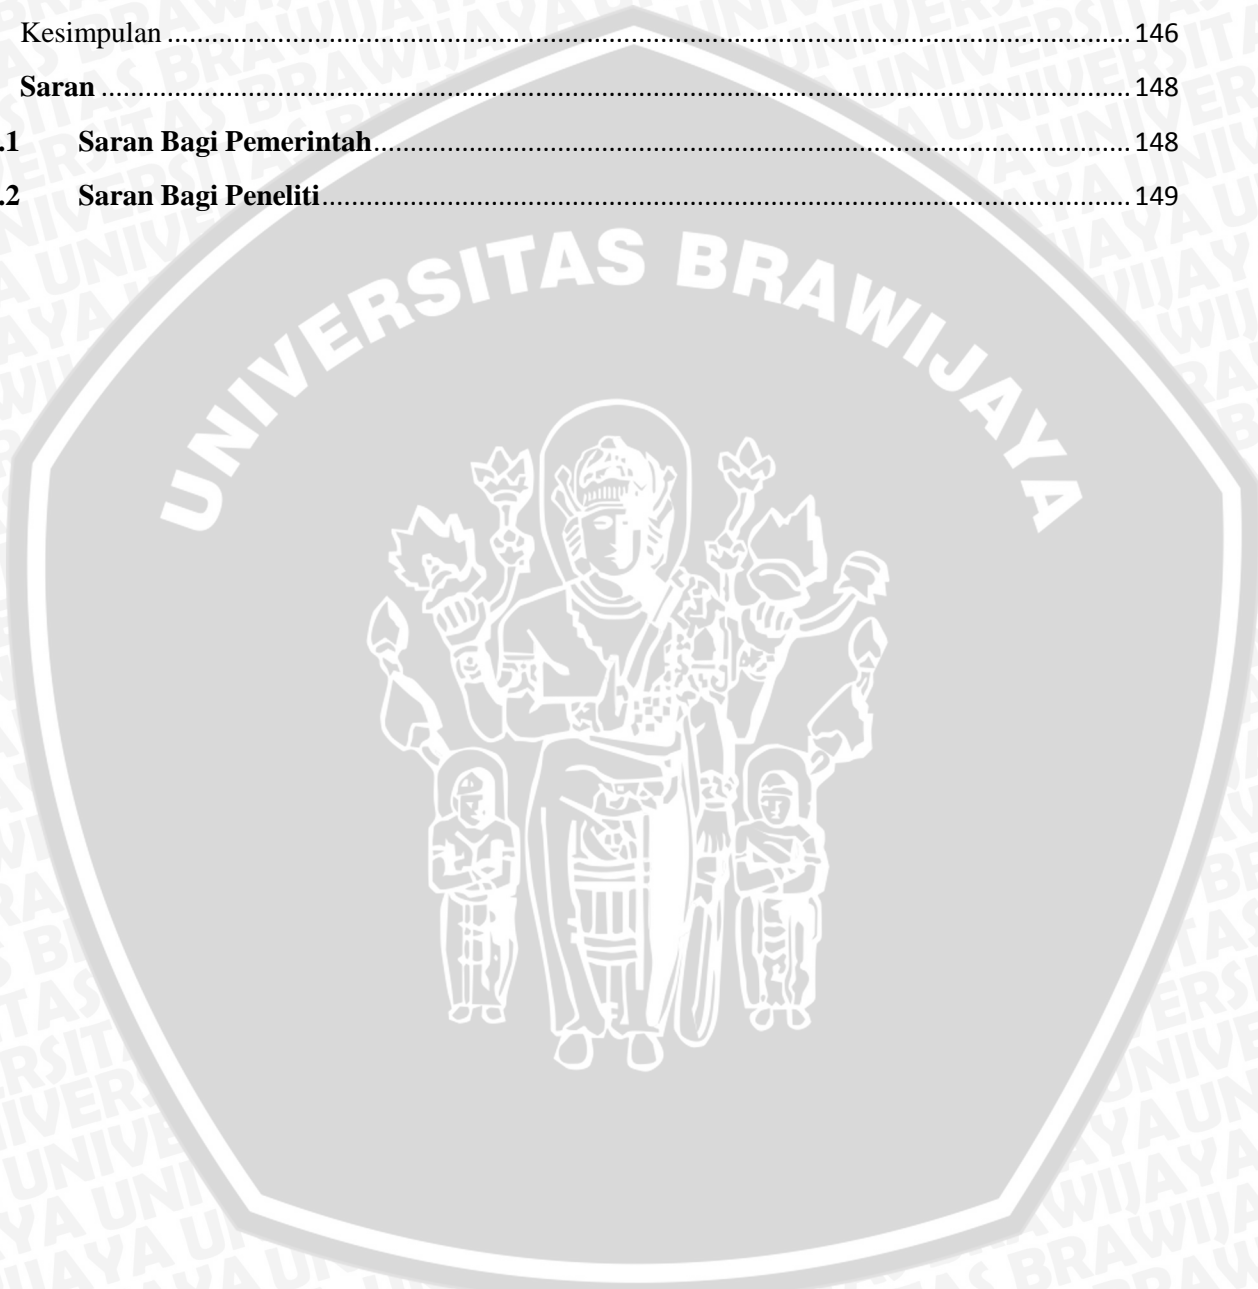 Kesimpulan ........................................................................................................ 146
Saran ........................................................................................................ 148
.1 Saran Bagi Pemerintah ........................................................................................................ 148
.2 Saran Bagi Peneliti ........................................................................................................ 149
UNIVERSITAS BRAWIJAYA